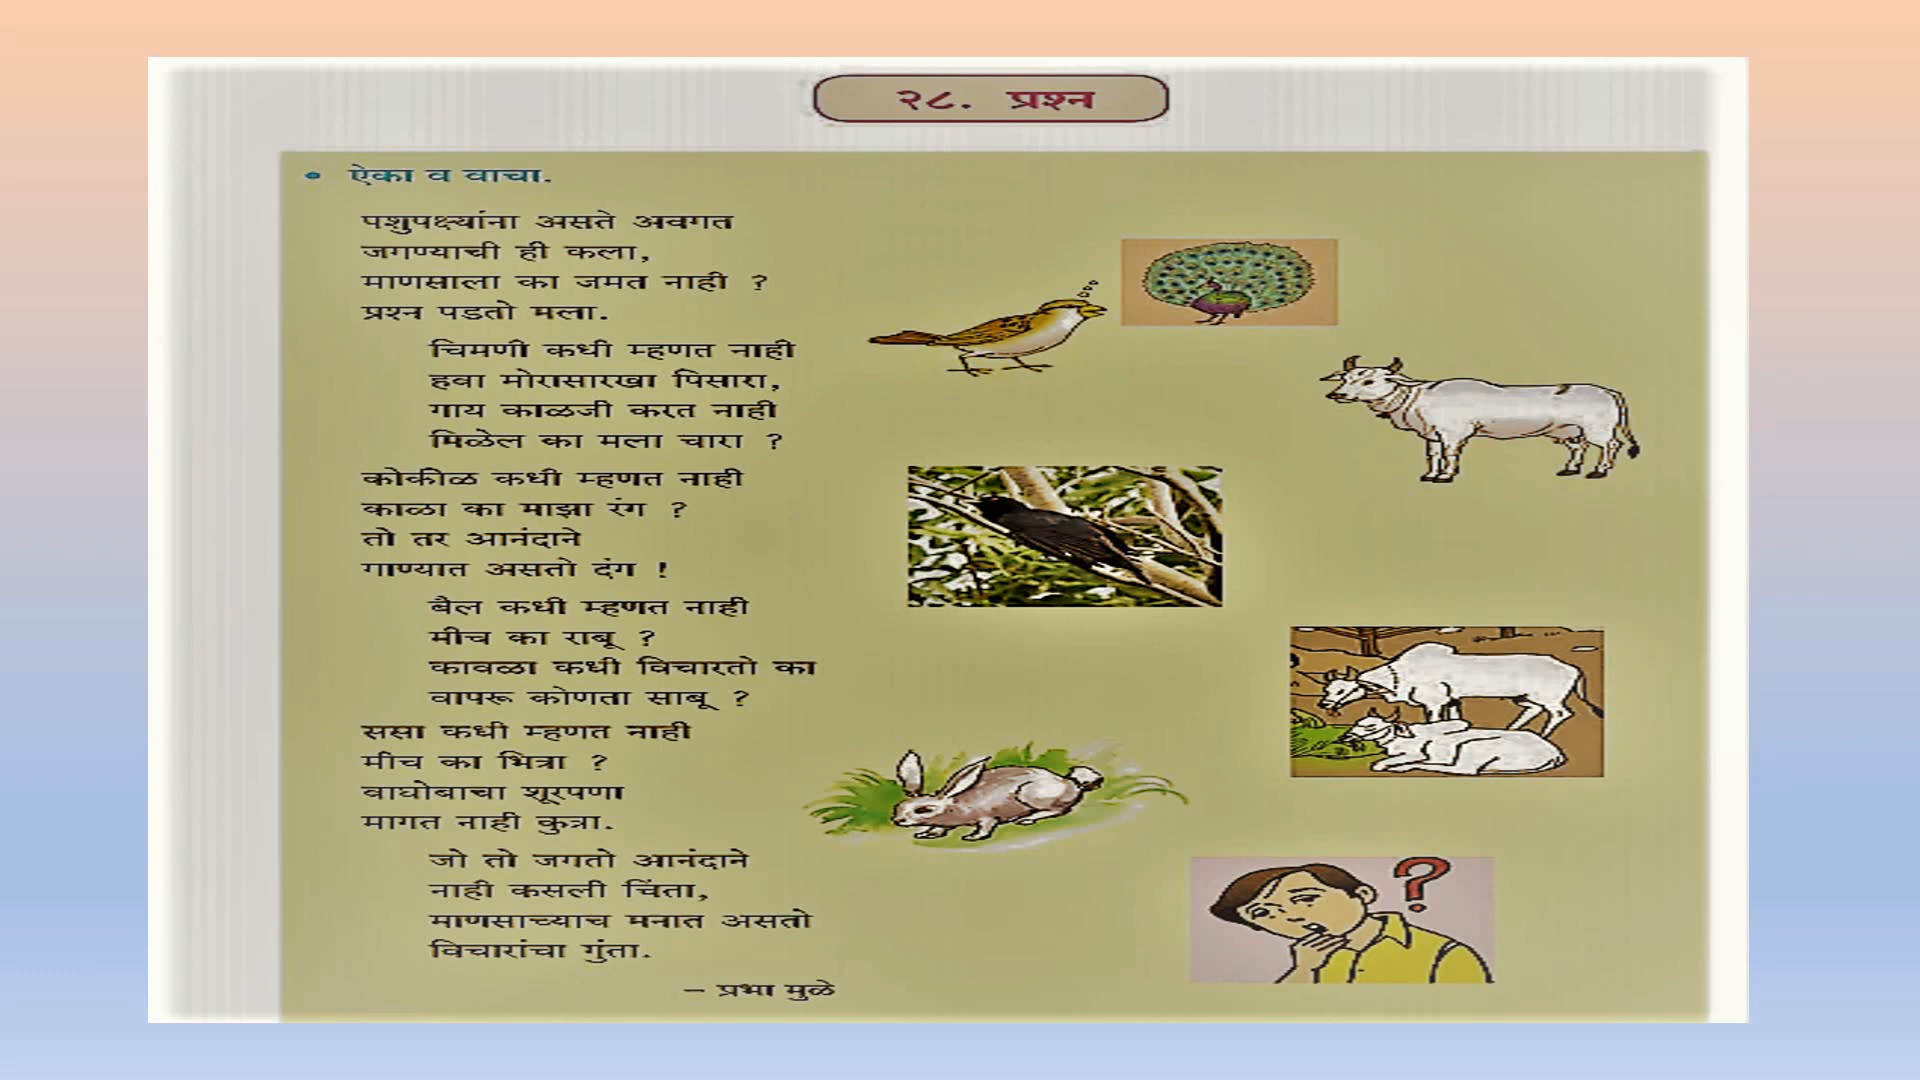 २८. प्रश्न
• ऐका व वाचा.
पशुपक्ष्यांना असते अवगत
जगण्याची ही कला,
माणसाला का जमत नाही ?
प्रश्न पडतो मला.
चिमणी कधी म्हणत नाही
हवा मोरासारखा पिसारा,
गाय काळजी करत नाही
मिळेल का मला चारा ?
कोकीळ कधी म्हणत नाही
काळा का माझा रंग ?
तो तर आनंदाने
गाण्यात असतो दंग !
बैल कधी म्हणत नाही
मीच का राबू ?
कावळा कधी विचारतो का
वापरू कोणता साबू ?
ससा कधी म्हणत नाही
मीच का भित्रा ?
वाघोबाचा शूरपणा
मागत नाही कुत्रा.
जो तो जगतो आनंदाने
नाही कसली चिंता,
माणसाच्याच मनात असतो
विचारांचा गुंता.
– प्रभा मुळे
?